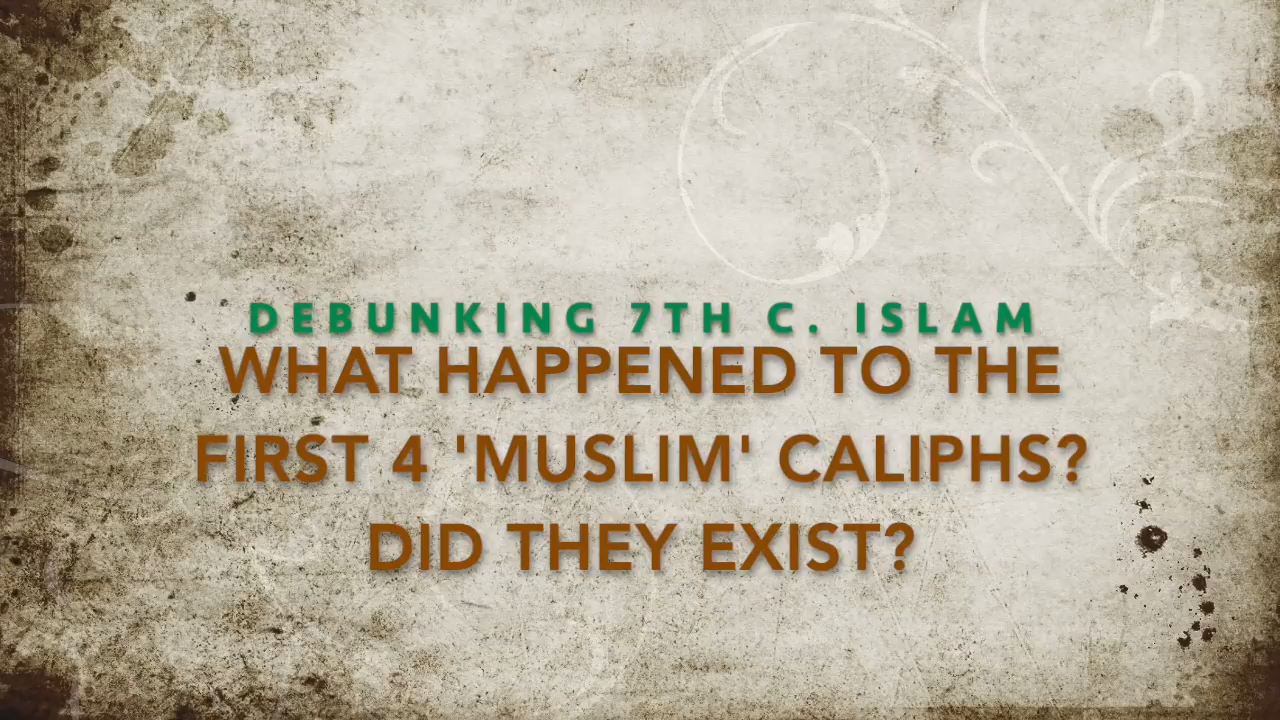 DEBUNKING 7TH C. ISLAM
WHAT HAPPENED TO THE
FIRST 4 'MUSLIM' CALIPHS?
DID THEY EXIST?